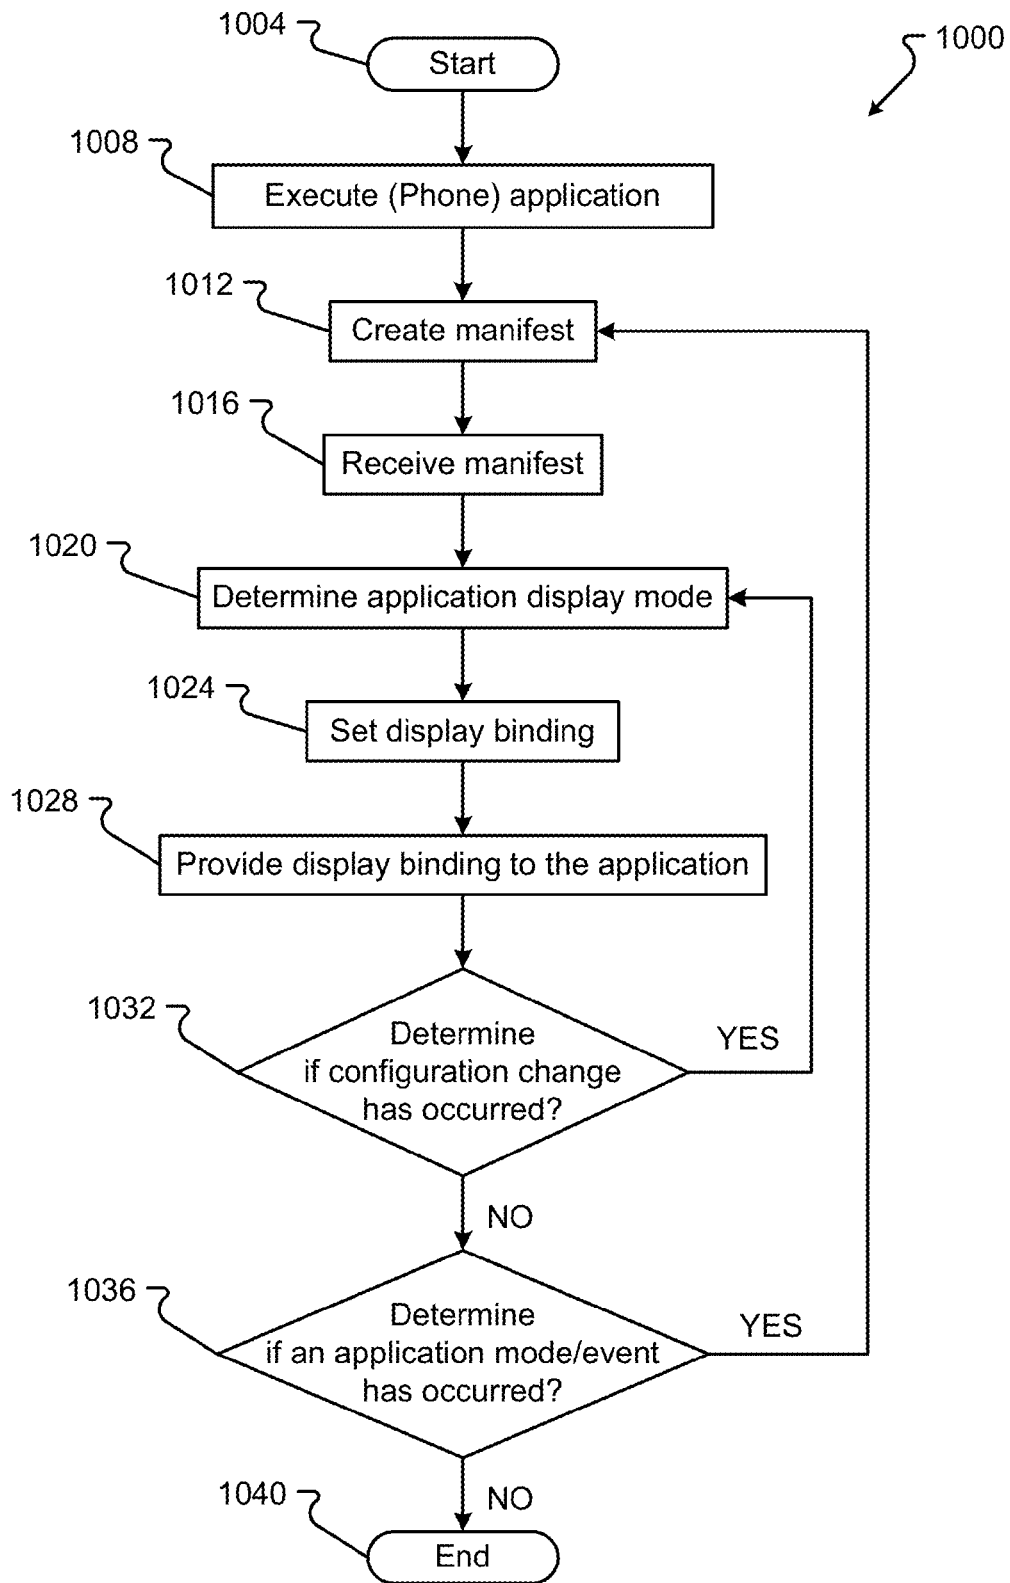 1004
Start
1000
1008
Execute (Phone) application
1012
Create manifest
1016
Receive manifest
1020
Determine application display mode
1024
Set display binding
1028
Provide display binding to the application
1032
Determine
if configuration change
has occurred?
YES
NO
1036
Determine
if an application mode/event
has occurred?
YES
NO
1040
End